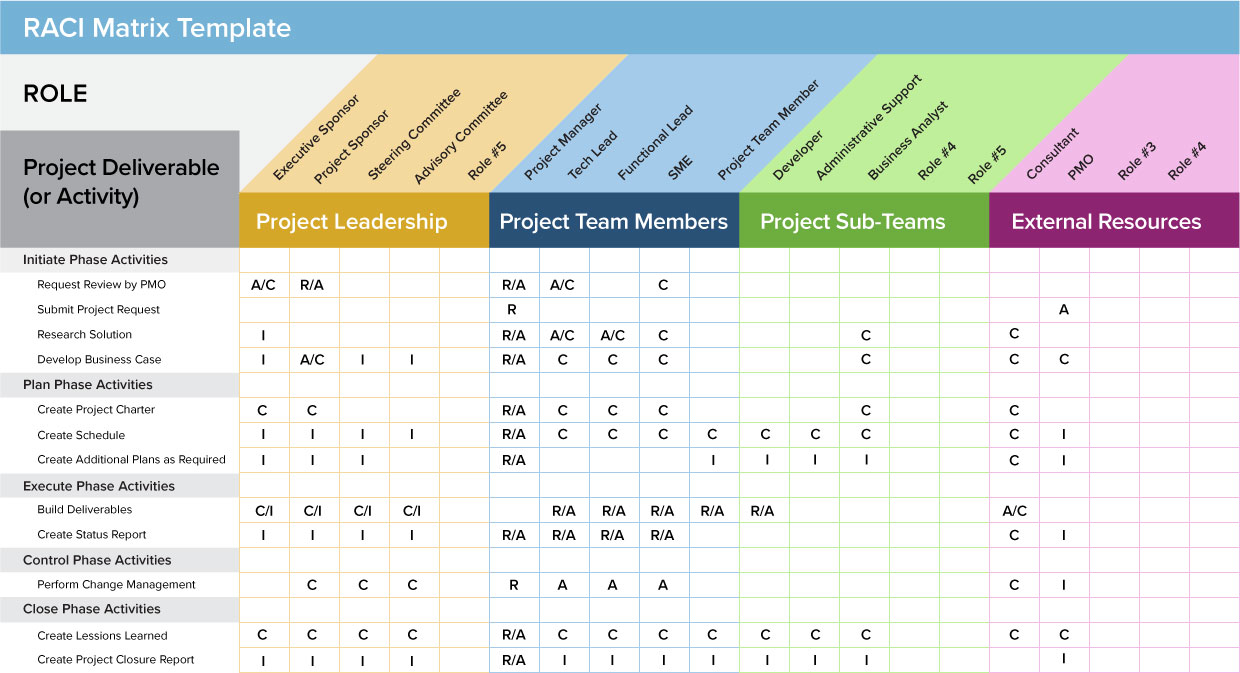 RACI Matrix Template
ROLE
Executive Sponsor
Project Sponsor
Steering Committee
Advisory Committee
Role #5
Project Manager
Tech Lead
Functional Lead
SME
Project Team Member
Developer
Administrative Support
Business Analyst
Role #4
Role #5
Consultant
PMO
Role #3
Role #4
Project Deliverable
(or Activity)
Project Leadership Project Team Members Project Sub-Teams External Resources
Initiate Phase Activities
Request Review by PMO A/C R/A R/A A/C C
Submit Project Request R A
Research Solution I R/A A/C A/C C C C
Develop Business Case I A/C I I R/A C C C C C C
Plan Phase Activities
Create Project Charter C C R/A C C C C C
Create Schedule I I I I R/A C C C C C C C C I
Create Additional Plans as Required I I I R/A I I I I C I
Execute Phase Activities
Build Deliverables C/I C/I C/I C/I R/A R/A R/A R/A R/A A/C
Create Status Report I I I I R/A R/A R/A R/A C I
Control Phase Activities
Perform Change Management C C C R A A A C I
Close Phase Activities
Create Lessions Learned C C C C R/A C C C C C C C C C
Create Project Closure Report I I I I R/A I I I I I I I I